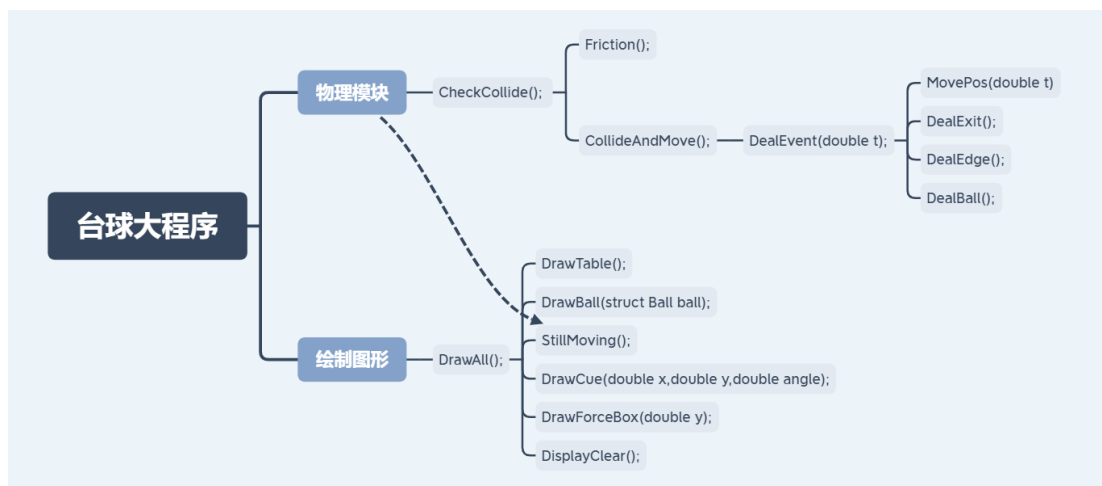 台球大程序
物理模块
CheckCollide();
Friction();
CollideAndMove();
DealEvent(double t);
MovePos(double t)
DealExit();
DealEdge();
DealBall();
绘制图形
DrawAll();
DrawTable();
DrawBall(struct Ball ball);
StillMoving();
DrawCue(double x,double y,double angle);
DrawForceBox(double y);
DisplayClear();